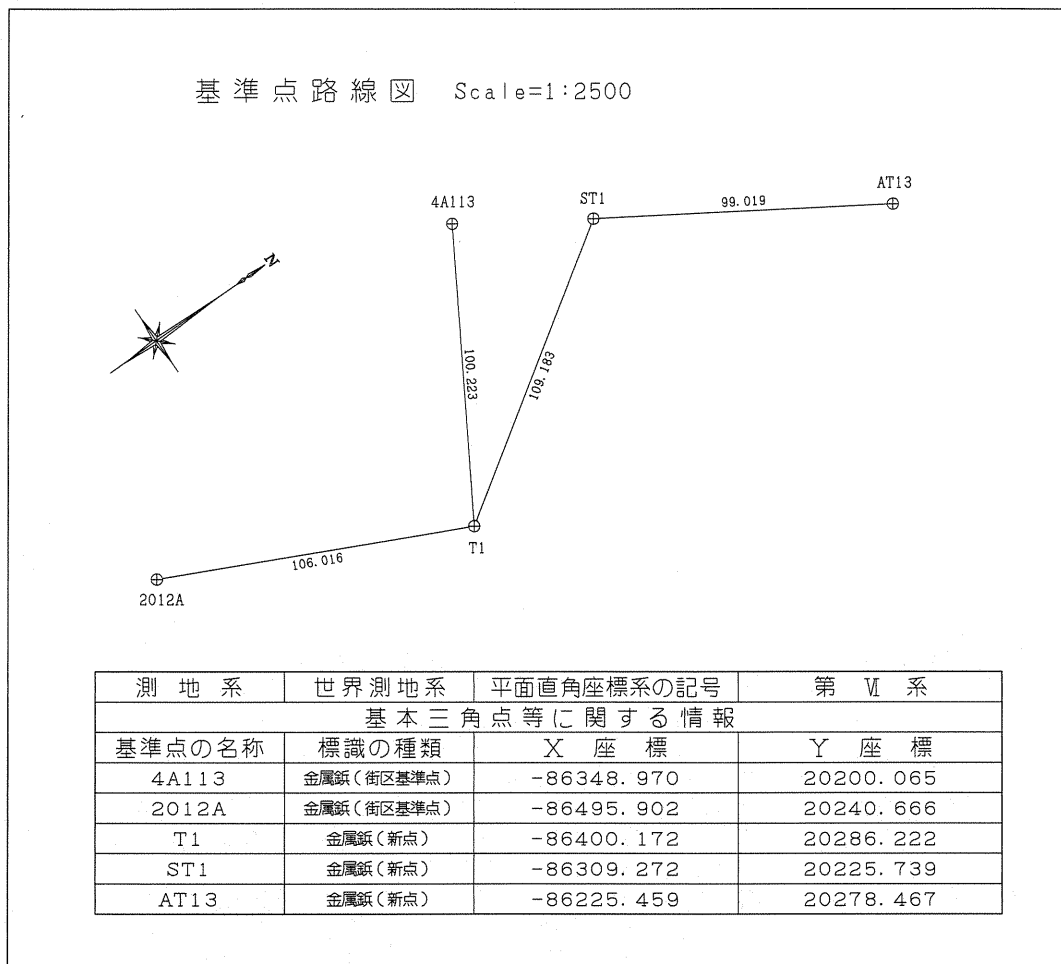 基準点路線図 Scale=1:2500
AT13
ST1
99.019
4A113
N
100.223
109.183
T1
106.016
2012A
測地系 世界測地系 平面直角座標系の記号 第Ⅵ系
基本三角点等に関する情報
基準点の名称 標識の種類 X座標 Y座標
4A113 金属鋲(街区基準点) -86348.970 20200.065
2012A 金属鋲(街区基準点) -86495.902 20240.666
T1 金属鋲(新点) -86400.172 20286.222
ST1 金属鋲(新点) -86309.272 20225.739
AT13 金属鋲(新点) -86225.459 20278.467